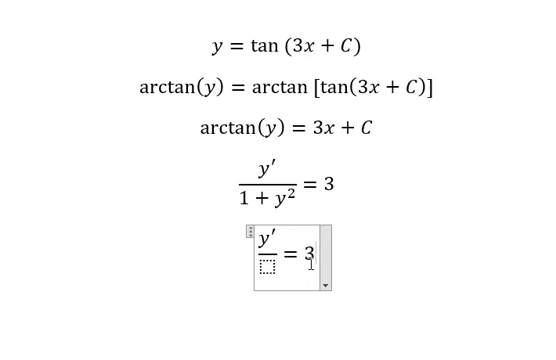 y = tan (3x + C)
arctan(y) = arctan [tan(3x + C)]
arctan(y) = 3x + C
y′
1 + y² = 3
y′
= 3